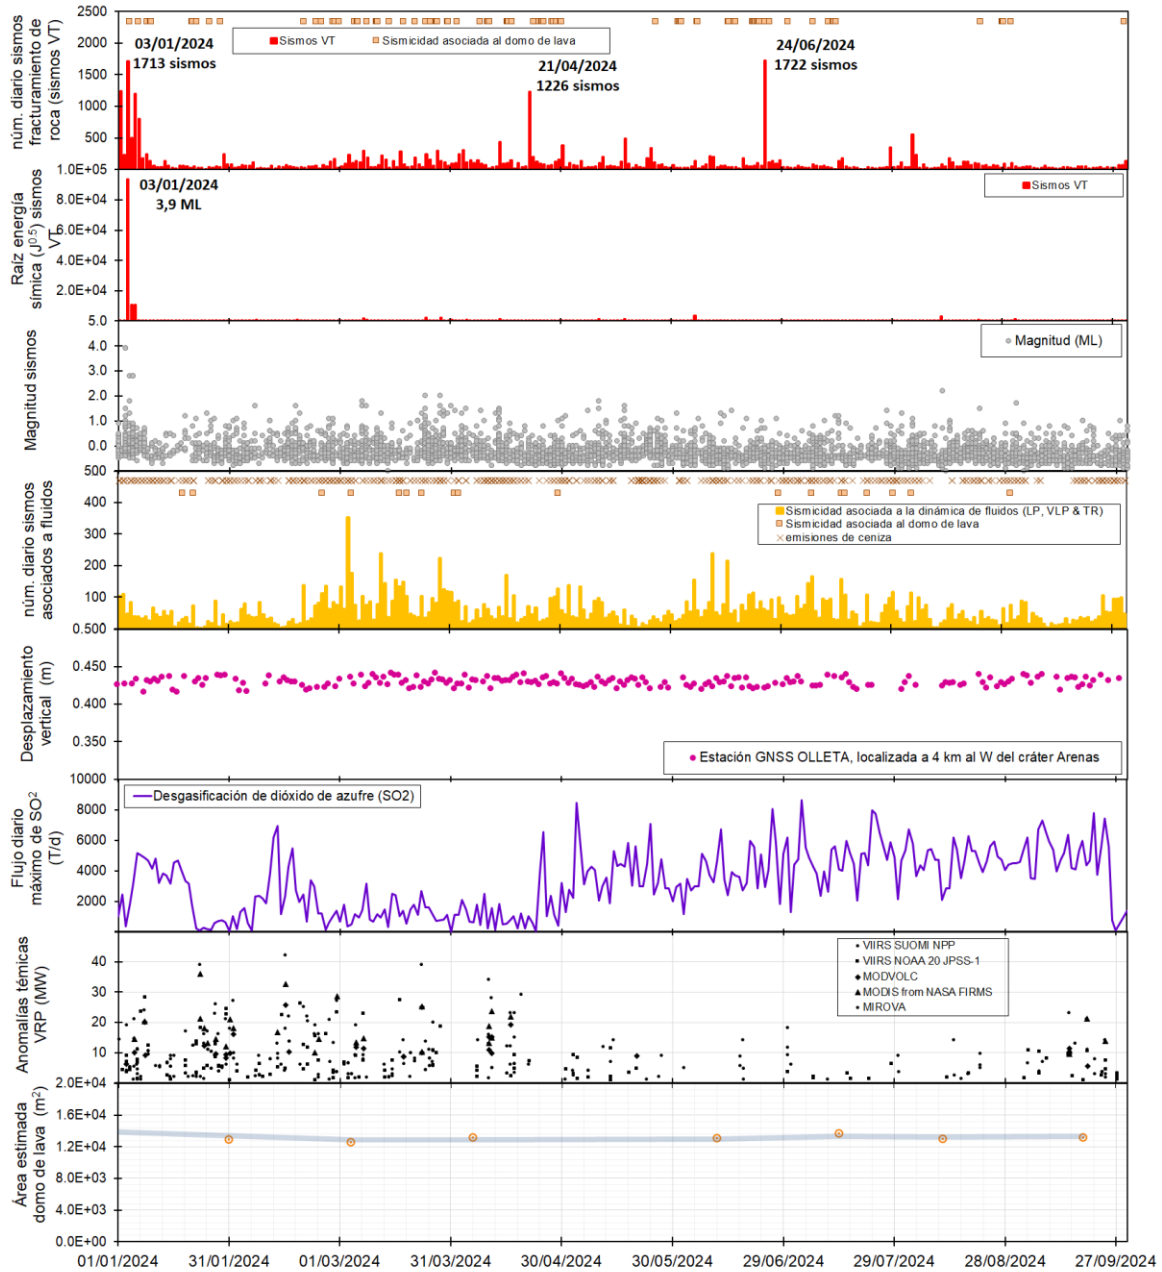 núm. diario sismos
fracturamiento de
roca (sismos VT)
2500
2000
1500
1000
500
Sismos VT
Sismicidad asociada al domo de lava
03/01/2024
1713 sismos
21/04/2024
1226 sismos
24/06/2024
1722 sismos
Raíz energía
símica (J0.5) sismos
VT
1.0E+05
8.0E+04
6.0E+04
4.0E+04
2.0E+04
03/01/2024
3,9 ML
Sismos VT
Magnitud sismos
5.0
4.0
3.0
2.0
1.0
0.0
Magnitud (ML)
núm. diario sismos
asociados a fluidos
500
400
300
200
100
Sismicidad asociada a la dinámica de fluidos (LP, VLP & TR)
Sismicidad asociada al domo de lava
emisiones de ceniza
Desplazamiento
vertical (m)
0.500
0.450
0.400
0.350
Estación GNSS OLLETA, localizada a 4 km al W del cráter Arenas
Flujo diario
máximo de SO2
(T/d)
10000
8000
6000
4000
2000
Desgasificación de dióxido de azufre (SO2)
Anomalías témicas
VRP (MW)
40
30
20
10
VIIRS SUOMI NPP
VIIRS NOAA 20 JPSS-1
MODVOLC
MODIS from NASA FIRMS
MIROVA
Área estimada
domo de lava (m2)
2.0E+04
1.6E+04
1.2E+04
8.0E+03
4.0E+03
0.0E+00
01/01/2024 31/01/2024 01/03/2024 31/03/2024 30/04/2024 30/05/2024 29/06/2024 29/07/2024 28/08/2024 27/09/2024